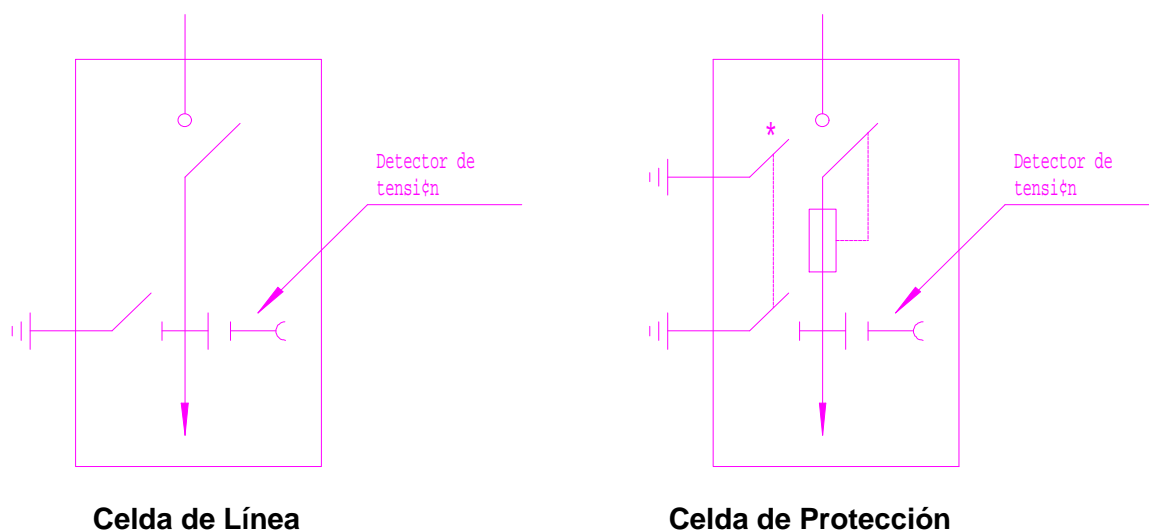 *
Detector de
tensi¢n
Detector de
tensi¢n
Celda de Línea
Celda de Protección